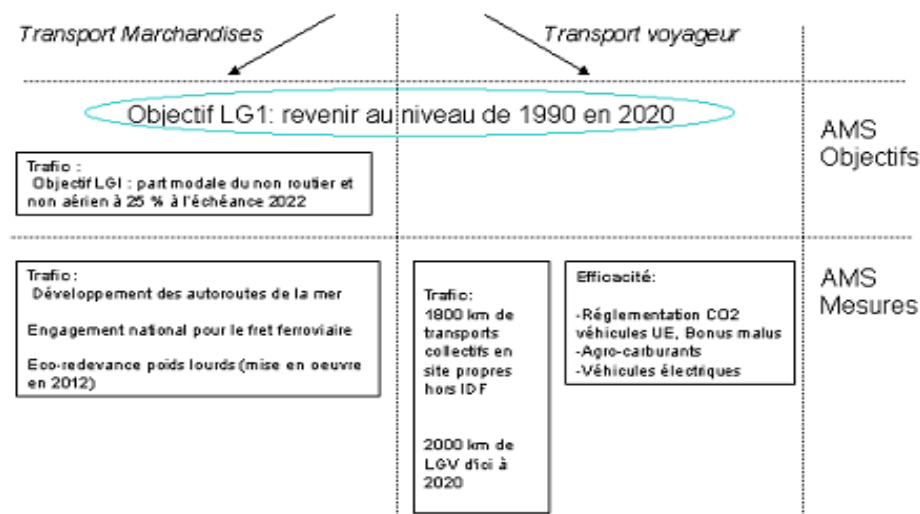 Transport Marchandises
Transport voyageur
Objectif LG1: revenir au niveau de 1990 en 2020
AMS
Objectifs
Trafic :
Objectif LGI : part modale du non routier et
non aérien à 25 % à l'échéance 2022
Trafic :
Développement des autoroutes de la mer
Engagement national pour le fret ferroviaire
Eco-redevance poids lourds (mise en oeuvre
en 2012)
Trafic :
1800 km de
transports
collectifs en
site propres
hors IDF
2000 km de
LGV d'ici à
2020
Efficacité:
-Réglementation CO2
véhicules UE, Bonus malus
-Agro-carburants
-Véhicules électriques
AMS
Mesures